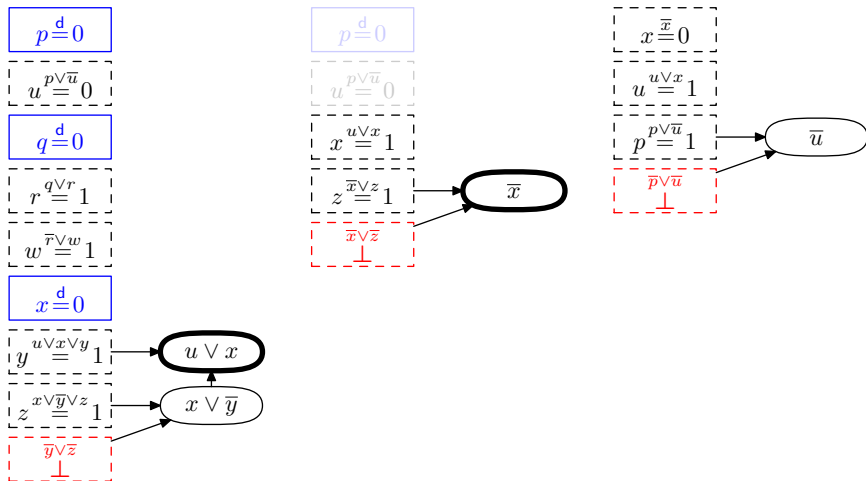 p =ᵈ 0
u =^{p∨u̅} 0
q =ᵈ 0
r =^{q∨r} 1
w =^{r̅∨w} 1
x =ᵈ 0
y =^{u∨x∨y} 1
u ∨ x
z =^{x∨y̅∨z} 1
x ∨ y̅
y̅∨z̅
⊥
p =ᵈ 0
u =^{p∨u̅} 0
x =^{u∨x} 1
z =^{x̅∨z} 1
x̅
x̅∨z̅
⊥
x =^{x̅} 0
u =^{u∨x} 1
p =^{p∨u̅} 1
u̅
p̅∨u̅
⊥